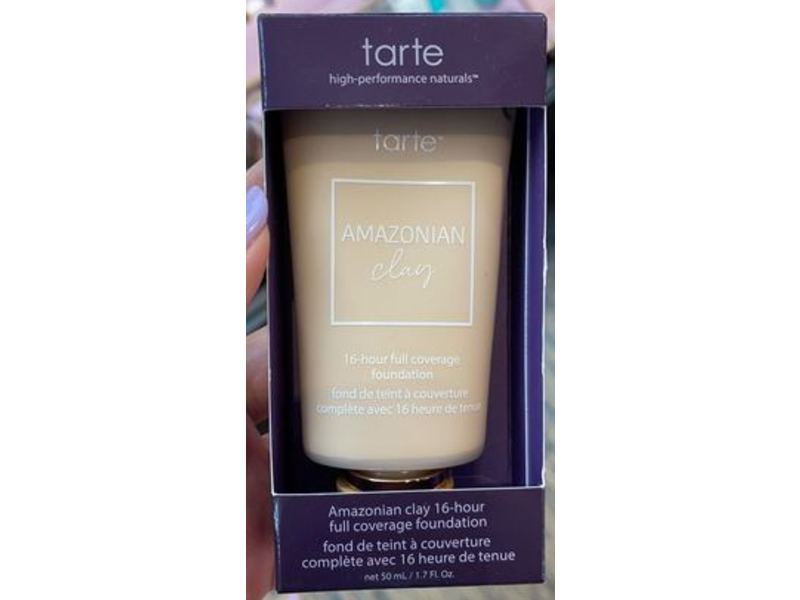 tarte
high-performance naturals™
tarte™
AMAZONIAN
clay
16-hour full coverage
foundation
fond de teint à couverture
complète avec 16 heure de tenue
Amazonian clay 16-hour
full coverage foundation
fond de teint à couverture
complète avec 16 heure de tenue
net 50 mL / 1.7 Fl. Oz.